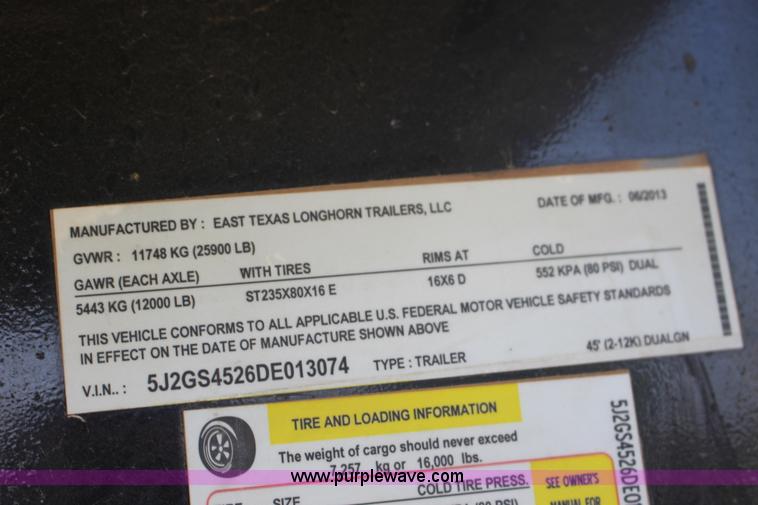 MANUFACTURED BY : EAST TEXAS LONGHORN TRAILERS, LLC DATE OF MFG. : 06/2013
GVWR : 11748 KG (25900 LB)
GAWR (EACH AXLE) WITH TIRES RIMS AT COLD
5443 KG (12000 LB) ST235X80X16 E 16X6 D 552 KPA (80 PSI) DUAL
THIS VEHICLE CONFORMS TO ALL APPLICABLE U.S. FEDERAL MOTOR VEHICLE SAFETY STANDARDS
IN EFFECT ON THE DATE OF MANUFACTURE SHOWN ABOVE
V.I.N.. : 5J2GS4526DE013074 TYPE : TRAILER 45' (2-12K) DUALGN
TIRE AND LOADING INFORMATION
The weight of cargo should never exceed
7,257 kg or 16,000 lbs.
www.purplewave.com
SIZE COLD TIRE PRESS. SEE OWNER'S
MANUAL FOR
5J2GS4526DE0